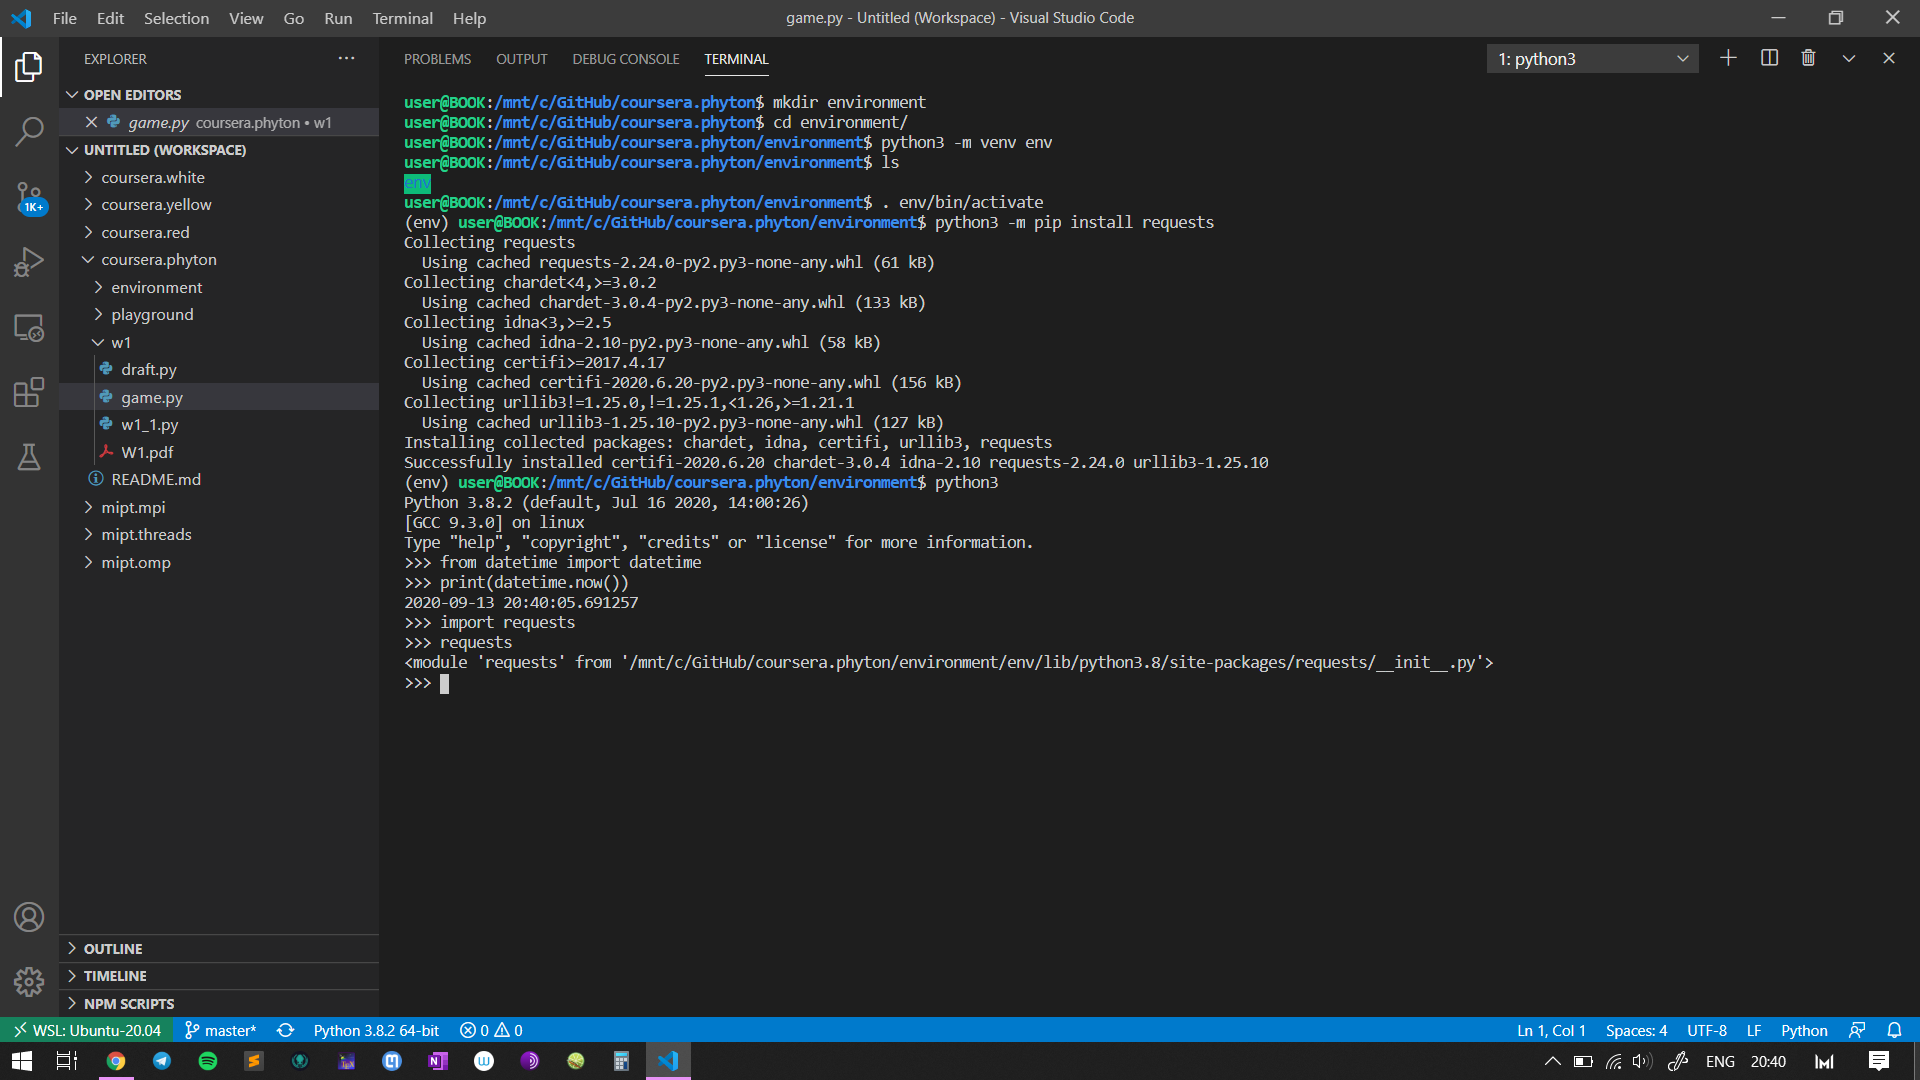 File Edit Selection View Go Run Terminal Help
game.py - Untitled (Workspace) - Visual Studio Code
EXPLORER
OPEN EDITORS
game.py coursera.phyton • w1
UNTITLED (WORKSPACE)
coursera.white
coursera.yellow
coursera.red
coursera.phyton
environment
playground
w1
draft.py
game.py
w1_1.py
W1.pdf
README.md
mipt.mpi
mipt.threads
mipt.omp
OUTLINE
TIMELINE
NPM SCRIPTS
1K+
PROBLEMS OUTPUT DEBUG CONSOLE TERMINAL
1: python3
user@BOOK:/mnt/c/GitHub/coursera.phyton$ mkdir environment
user@BOOK:/mnt/c/GitHub/coursera.phyton$ cd environment/
user@BOOK:/mnt/c/GitHub/coursera.phyton/environment$ python3 -m venv env
user@BOOK:/mnt/c/GitHub/coursera.phyton/environment$ ls
env
user@BOOK:/mnt/c/GitHub/coursera.phyton/environment$ . env/bin/activate
(env) user@BOOK:/mnt/c/GitHub/coursera.phyton/environment$ python3 -m pip install requests
Collecting requests
Using cached requests-2.24.0-py2.py3-none-any.whl (61 kB)
Collecting chardet<4,>=3.0.2
Using cached chardet-3.0.4-py2.py3-none-any.whl (133 kB)
Collecting idna<3,>=2.5
Using cached idna-2.10-py2.py3-none-any.whl (58 kB)
Collecting certifi>=2017.4.17
Using cached certifi-2020.6.20-py2.py3-none-any.whl (156 kB)
Collecting urllib3!=1.25.0,!=1.25.1,<1.26,>=1.21.1
Using cached urllib3-1.25.10-py2.py3-none-any.whl (127 kB)
Installing collected packages: chardet, idna, certifi, urllib3, requests
Successfully installed certifi-2020.6.20 chardet-3.0.4 idna-2.10 requests-2.24.0 urllib3-1.25.10
(env) user@BOOK:/mnt/c/GitHub/coursera.phyton/environment$ python3
Python 3.8.2 (default, Jul 16 2020, 14:00:26)
[GCC 9.3.0] on linux
Type "help", "copyright", "credits" or "license" for more information.
>>> from datetime import datetime
>>> print(datetime.now())
2020-09-13 20:40:05.691257
>>> import requests
>>> requests
<module 'requests' from '/mnt/c/GitHub/coursera.phyton/environment/env/lib/python3.8/site-packages/requests/__init__.py'>
>>>
WSL: Ubuntu-20.04 master* Python 3.8.2 64-bit 0 0 Ln 1, Col 1 Spaces: 4 UTF-8 LF Python
ENG 20:40